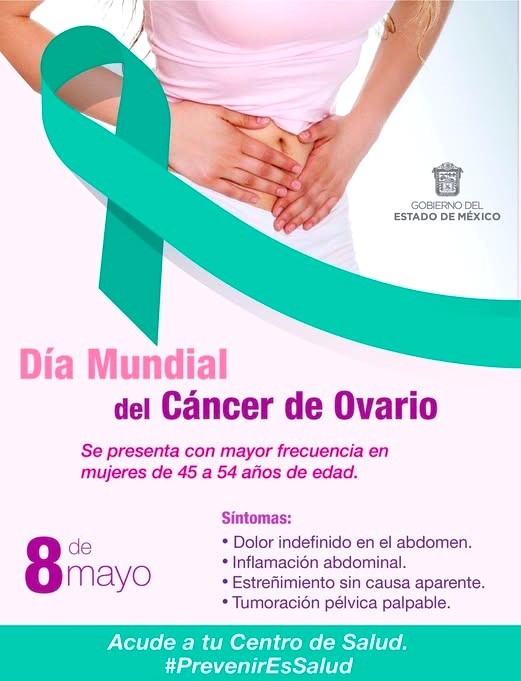 GOBIERNO DEL
ESTADO DE MÉXICO
Día Mundial
del Cáncer de Ovario
Se presenta con mayor frecuencia en
mujeres de 45 a 54 años de edad.
8 de
mayo
Síntomas:
• Dolor indefinido en el abdomen.
• Inflamación abdominal.
• Estreñimiento sin causa aparente.
• Tumoración pélvica palpable.
Acude a tu Centro de Salud.
#PrevenirEsSalud